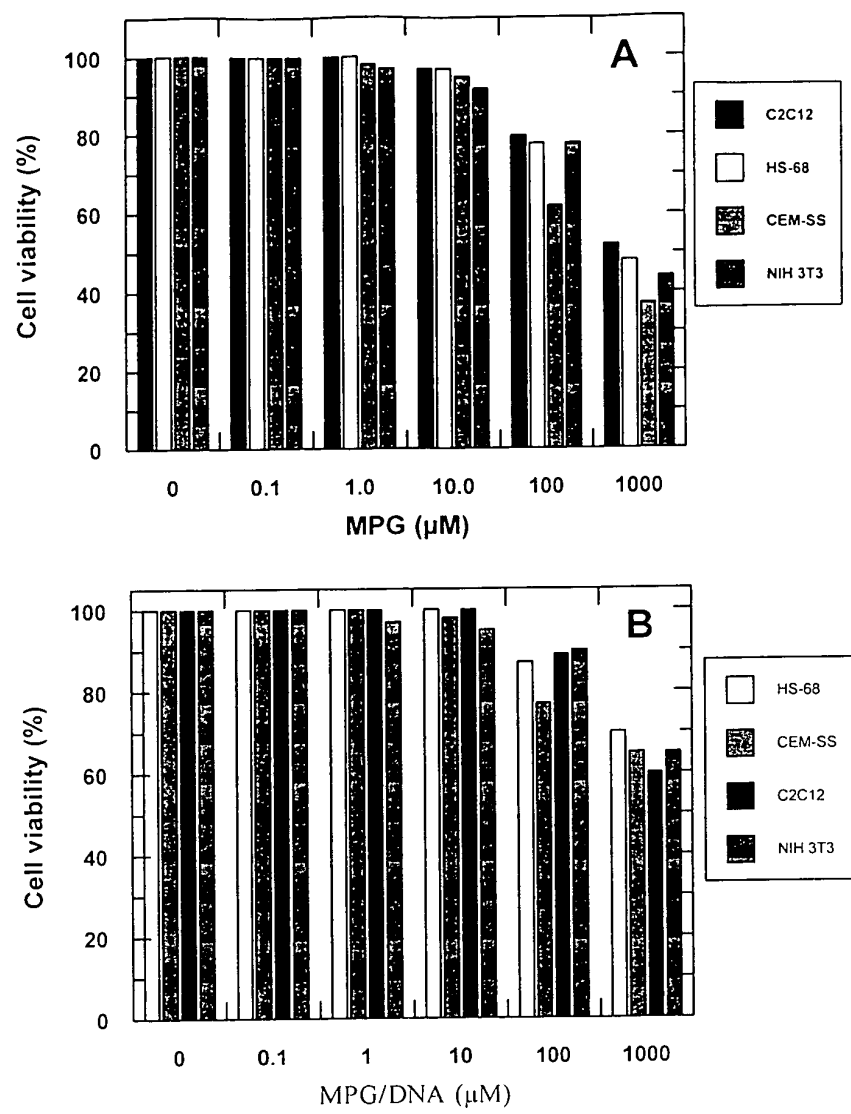 A
100
80
60
40
20
0
Cell viability (%)
0 0.1 1.0 10.0 100 1000
MPG (µM)
C2C12
HS-68
CEM-SS
NIH 3T3
B
100
80
60
40
20
0
Cell viability (%)
0 0.1 1 10 100 1000
MPG/DNA (µM)
HS-68
CEM-SS
C2C12
NIH 3T3